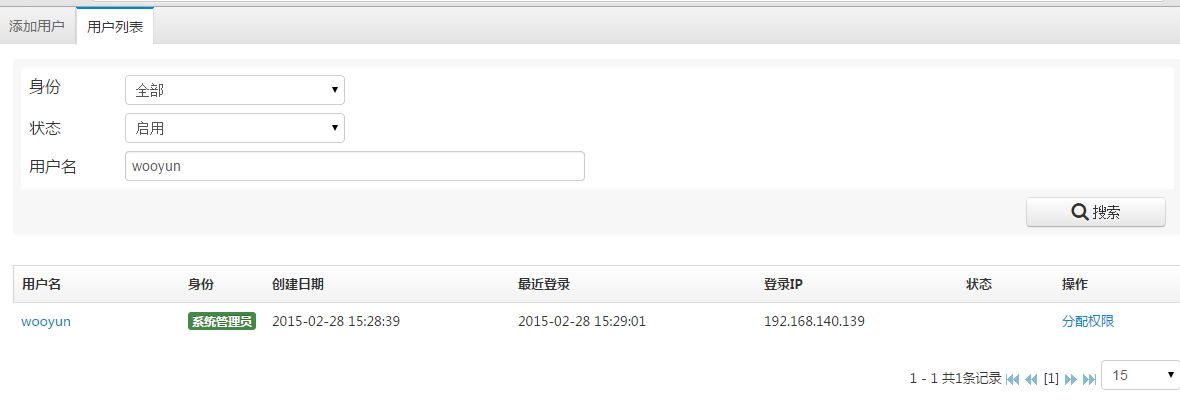 添加用户 用户列表
身份 全部
状态 启用
用户名 wooyun
搜索
用户名 身份 创建日期 最近登录 登录IP 状态 操作
wooyun 系统管理员 2015-02-28 15:28:39 2015-02-28 15:29:01 192.168.140.139 分配权限
1 - 1 共1条记录 [1] 15